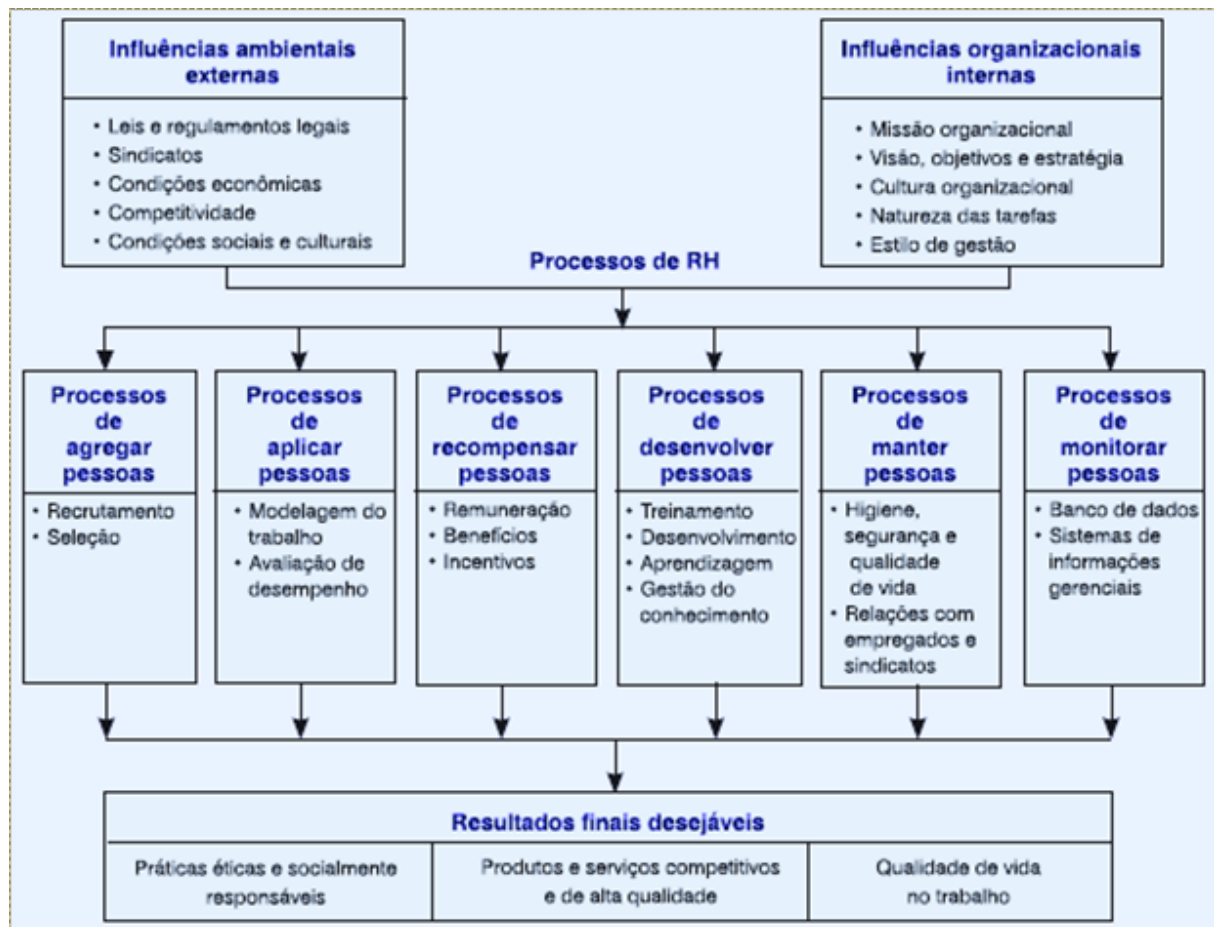 Influências ambientais
externas
• Leis e regulamentos legais
• Sindicatos
• Condições econômicas
• Competitividade
• Condições sociais e culturais
Influências organizacionais
internas
• Missão organizacional
• Visão, objetivos e estratégia
• Cultura organizacional
• Natureza das tarefas
• Estilo de gestão
Processos de RH
Processos
de
agregar
pessoas
• Recrutamento
• Seleção
Processos
de
aplicar
pessoas
• Modelagem do
trabalho
• Avaliação de
desempenho
Processos
de
recompensar
pessoas
• Remuneração
• Benefícios
• Incentivos
Processos
de
desenvolver
pessoas
• Treinamento
• Desenvolvimento
• Aprendizagem
• Gestão do
conhecimento
Processos
de
manter
pessoas
• Higiene,
segurança e
qualidade
de vida
• Relações com
empregados e
sindicatos
Processos
de
monitorar
pessoas
• Banco de dados
• Sistemas de
informações
gerenciais
Resultados finais desejáveis
Práticas éticas e socialmente
responsáveis
Produtos e serviços competitivos
e de alta qualidade
Qualidade de vida
no trabalho